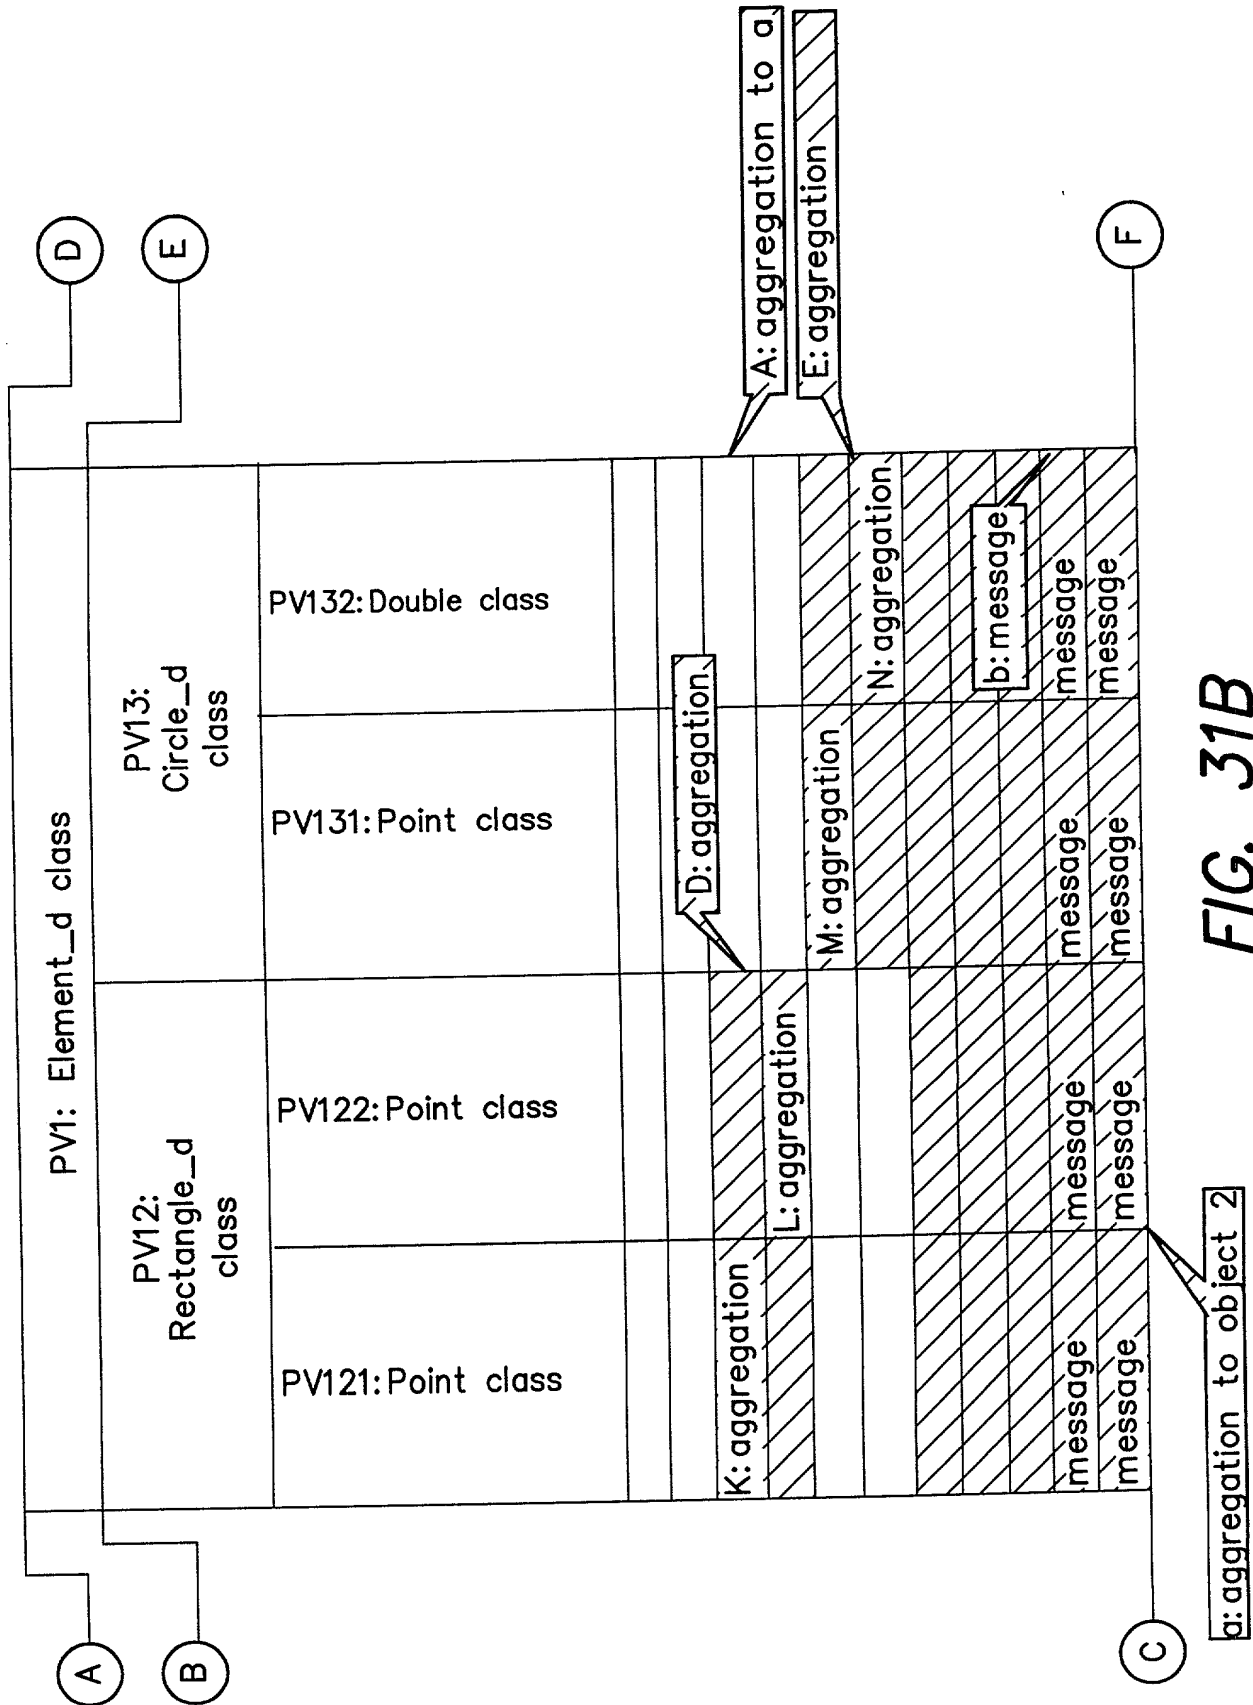 A
B
C
D
E
F
PV1: Element_d class
PV12:
Rectangle_d
class
PV13:
Circle_d
class
PV121: Point class
PV122: Point class
PV131: Point class
PV132: Double class
K: aggregation
L: aggregation
D: aggregation
M: aggregation
N: aggregation
A: aggregation to a
E: aggregation
b: message
message
message
message
message
message
message
message
message
a: aggregation to object 2
FIG. 31B